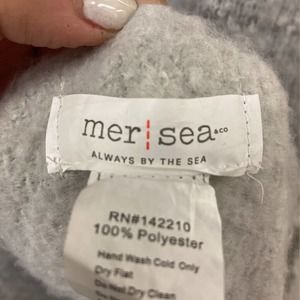 mer¦sea &co
ALWAYS BY THE SEA
RN#142210
100% Polyester
Hand Wash Cold Only
Dry Flat
Do Not Dry Clean